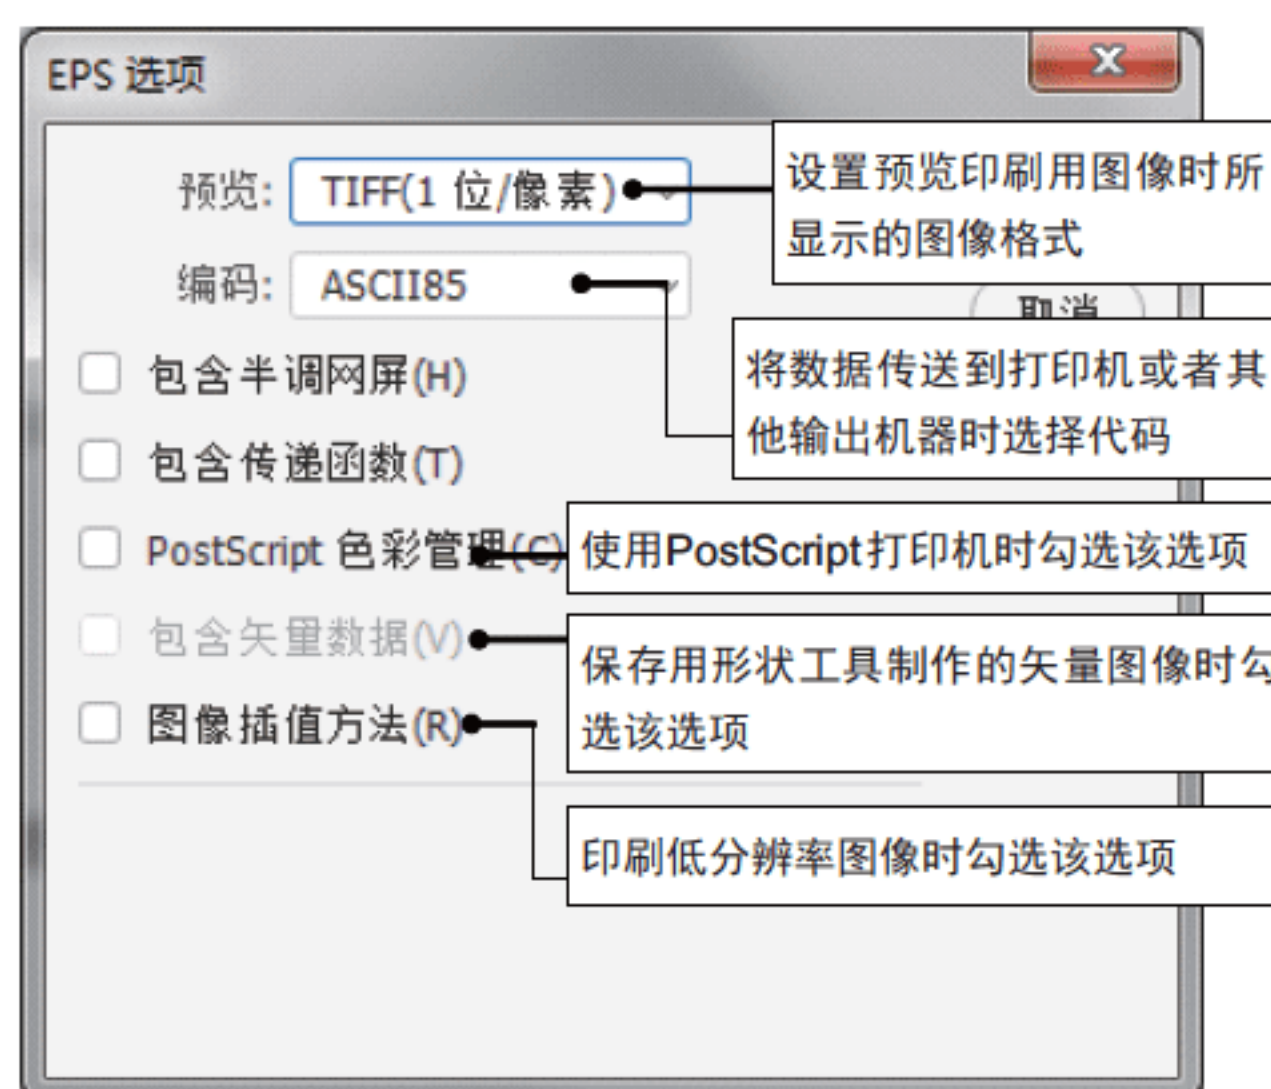 EPS 选项
预览: TIFF(1 位/像素)
设置预览印刷用图像时所
显示的图像格式
编码: ASCII85
取消
包含半调网屏(H)
将数据传送到打印机或者其
他输出机器时选择代码
包含传递函数(T)
PostScript 色彩管理(C)
使用PostScript打印机时勾选该选项
包含矢量数据(V)
保存用形状工具制作的矢量图像时勾
选该选项
图像插值方法(R)
印刷低分辨率图像时勾选该选项